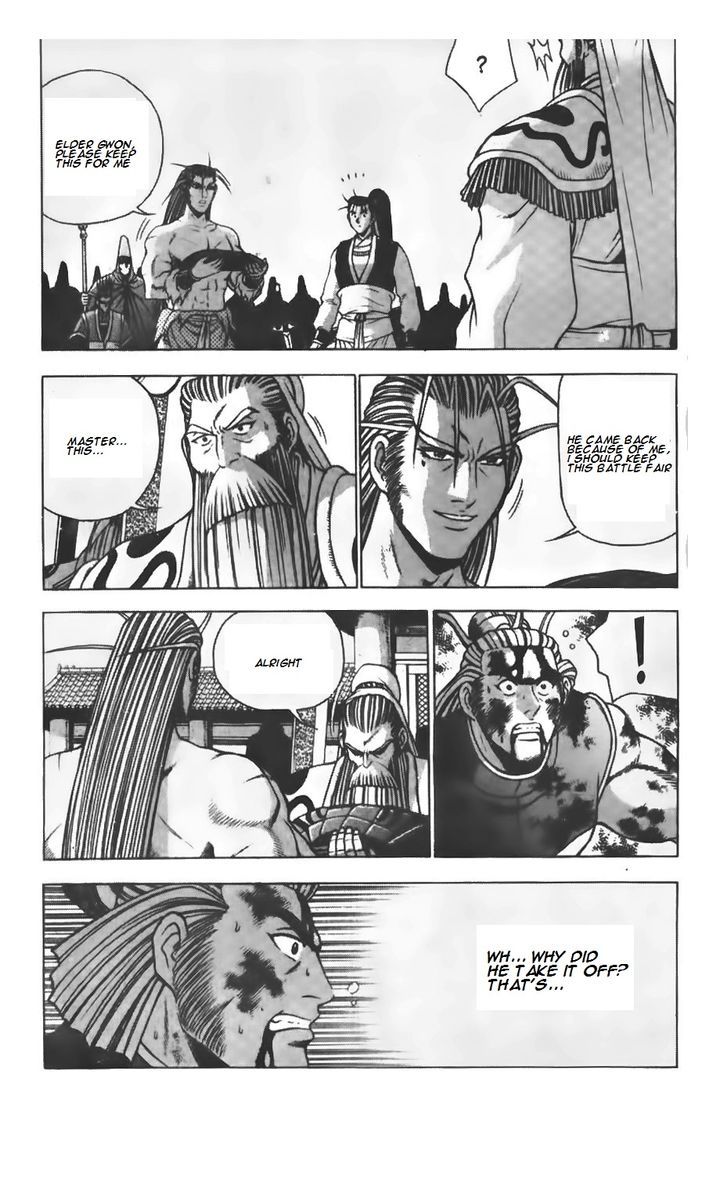 ?
ELDER GWON,
PLEASE KEEP
THIS FOR ME
MASTER...
THIS...
HE CAME BACK
BECAUSE OF ME,
I SHOULD KEEP
THIS BATTLE FAIR
ALRIGHT
!
WH... WHY DID
HE TAKE IT OFF?
THAT'S...